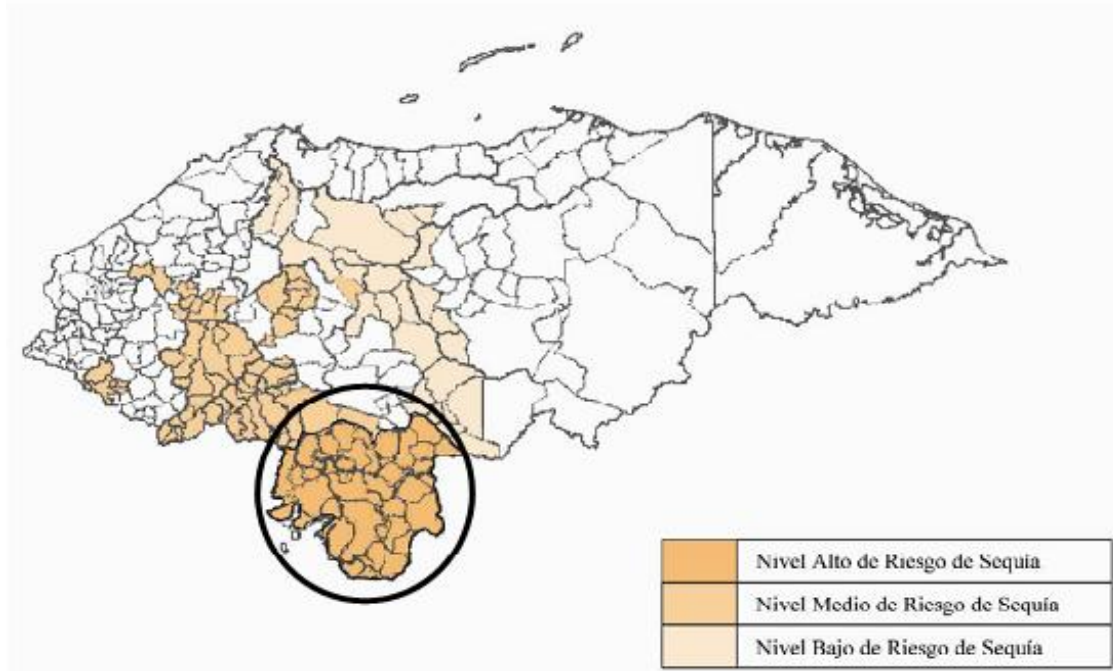 Nivel Alto de Riesgo de Sequía
Nivel Medio de Riesgo de Sequía
Nivel Bajo de Riesgo de Sequía